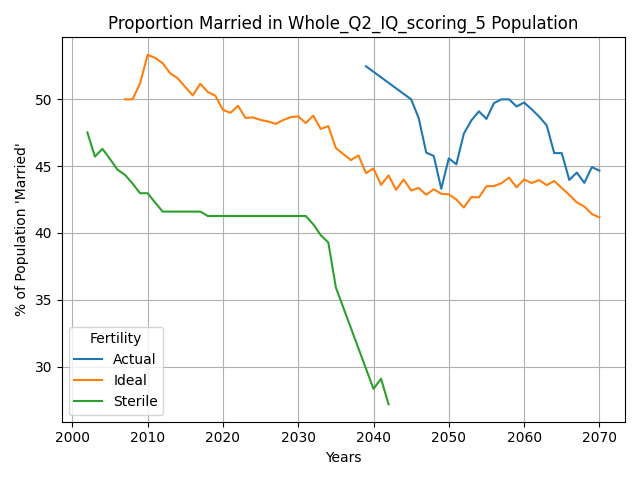 Proportion Married in Whole_Q2_IQ_scoring_5 Population
% of Population 'Married'
50
45
40
35
30
Fertility
Actual
Ideal
Sterile
2000 2010 2020 2030 2040 2050 2060 2070
Years